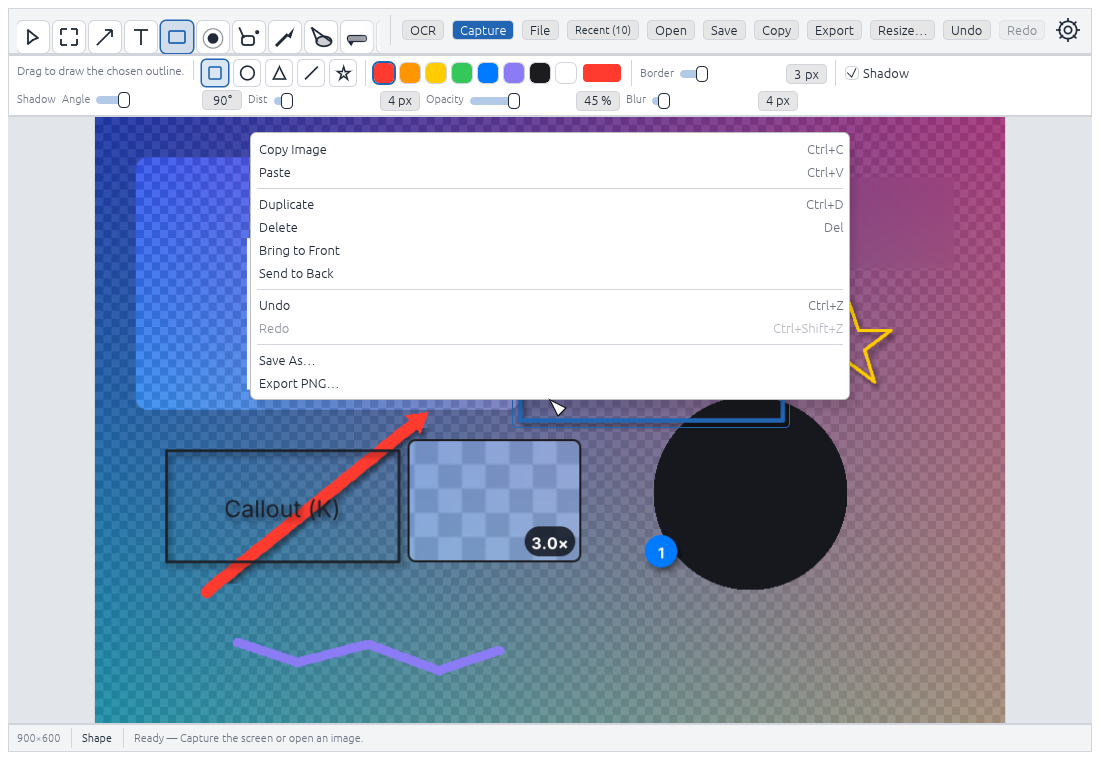 OCR Capture File Recent (10) Open Save Copy Export Resize… Undo Redo
Drag to draw the chosen outline. Border 3 px Shadow
Shadow Angle 90° Dist 4 px Opacity 45 % Blur 4 px
Copy Image Ctrl+C
Paste Ctrl+V
Duplicate Ctrl+D
Delete Del
Bring to Front
Send to Back
Undo Ctrl+Z
Redo Ctrl+Shift+Z
Save As…
Export PNG…
Callout (K)
3.0×
1
900×600 Shape Ready — Capture the screen or open an image.